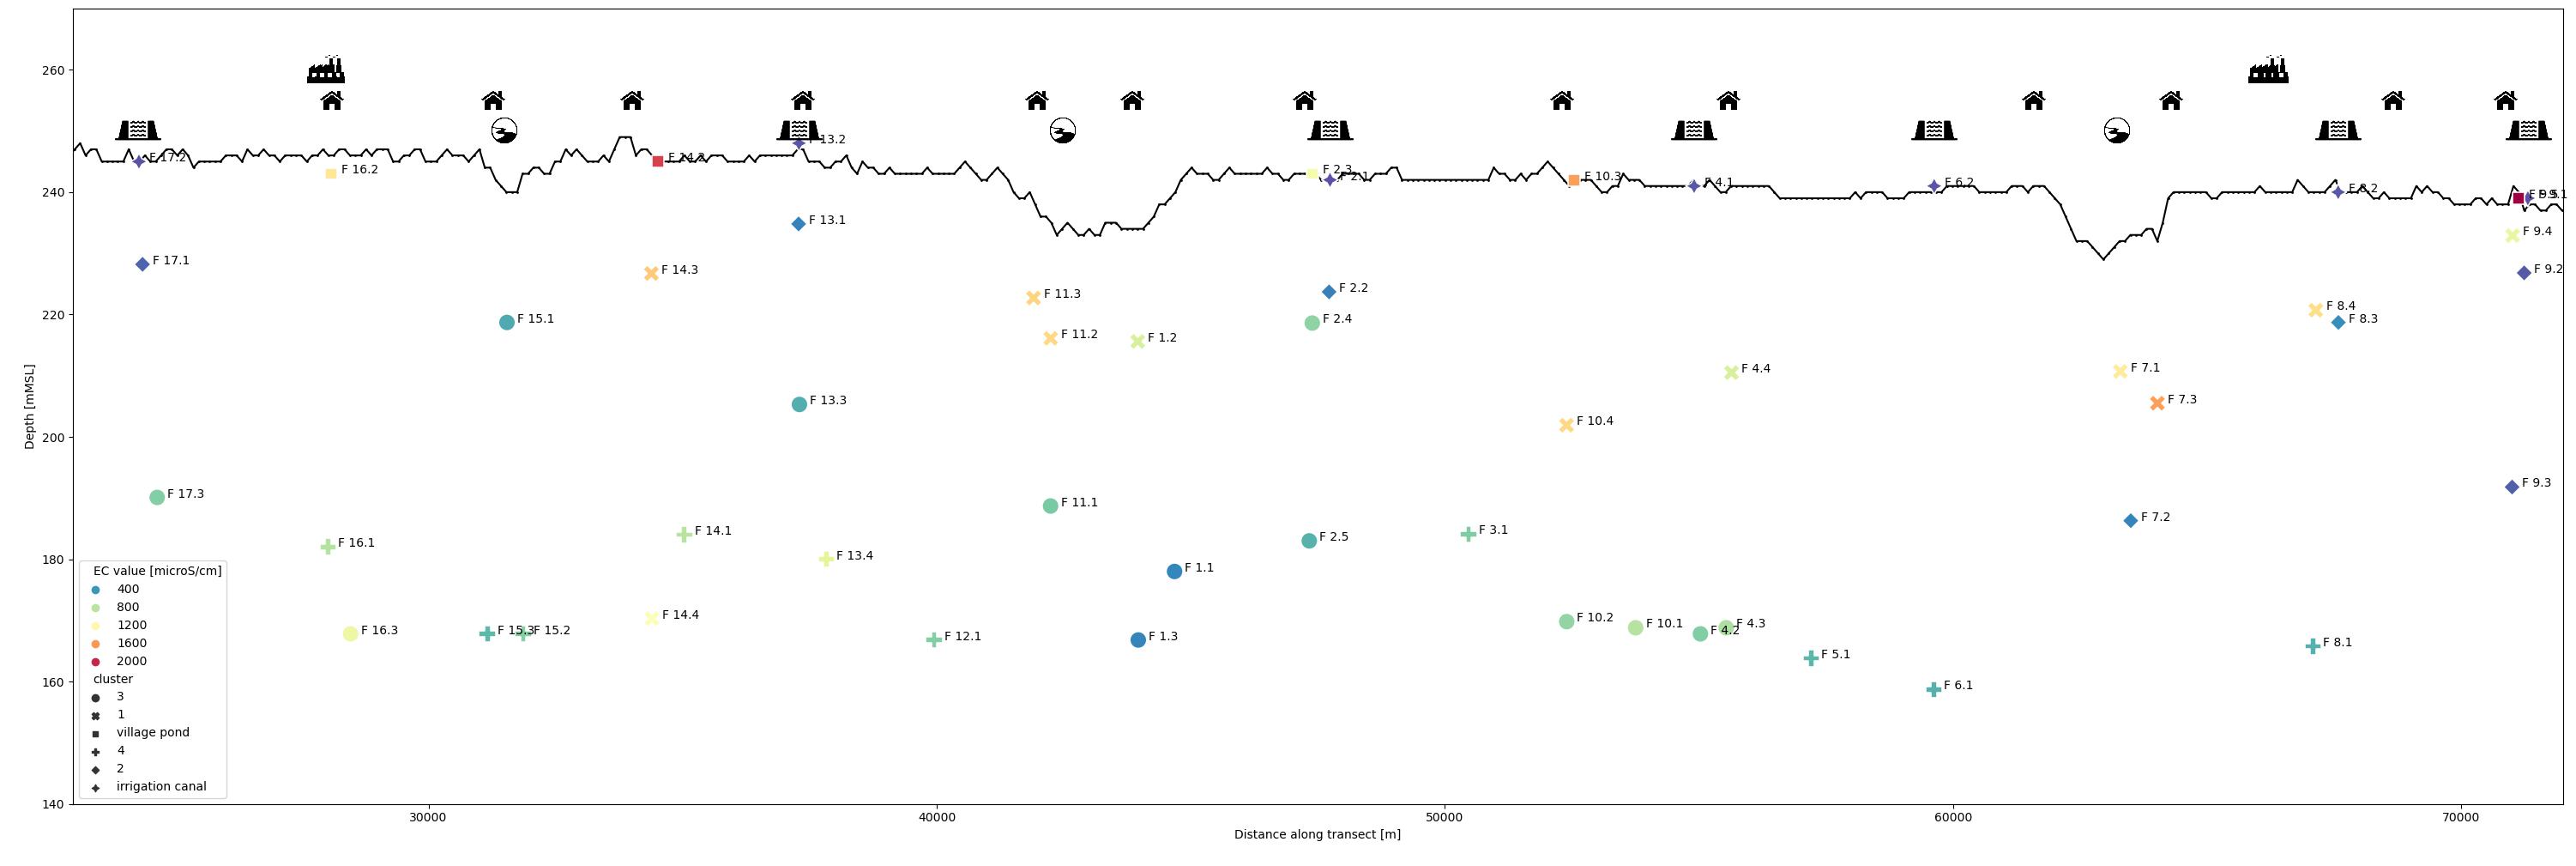 260
240
220
200
180
160
140
Depth [mMSL]
F 13.2
F 17.2
F 14.2
F 16.2
F 2.3
F 2.1
F 10.3
F 4.1
F 6.2
F 8.2
F 9.1
F 13.1
F 9.4
F 17.1
F 14.3
F 9.2
F 2.2
F 11.3
F 8.4
F 15.1
F 2.4
F 8.3
F 11.2
F 1.2
F 4.4
F 7.1
F 13.3
F 7.3
F 10.4
F 17.3
F 9.3
F 11.1
F 7.2
F 14.1
F 3.1
F 16.1
F 2.5
F 13.4
F 1.1
F 14.4
F 10.2
F 16.3
F 15.3
F 15.2
F 10.1
F 4.2
F 4.3
F 12.1
F 1.3
F 8.1
F 5.1
F 6.1
EC value [microS/cm]
400
800
1200
1600
2000
cluster
3
1
village pond
4
2
irrigation canal
30000
40000
50000
60000
70000
Distance along transect [m]